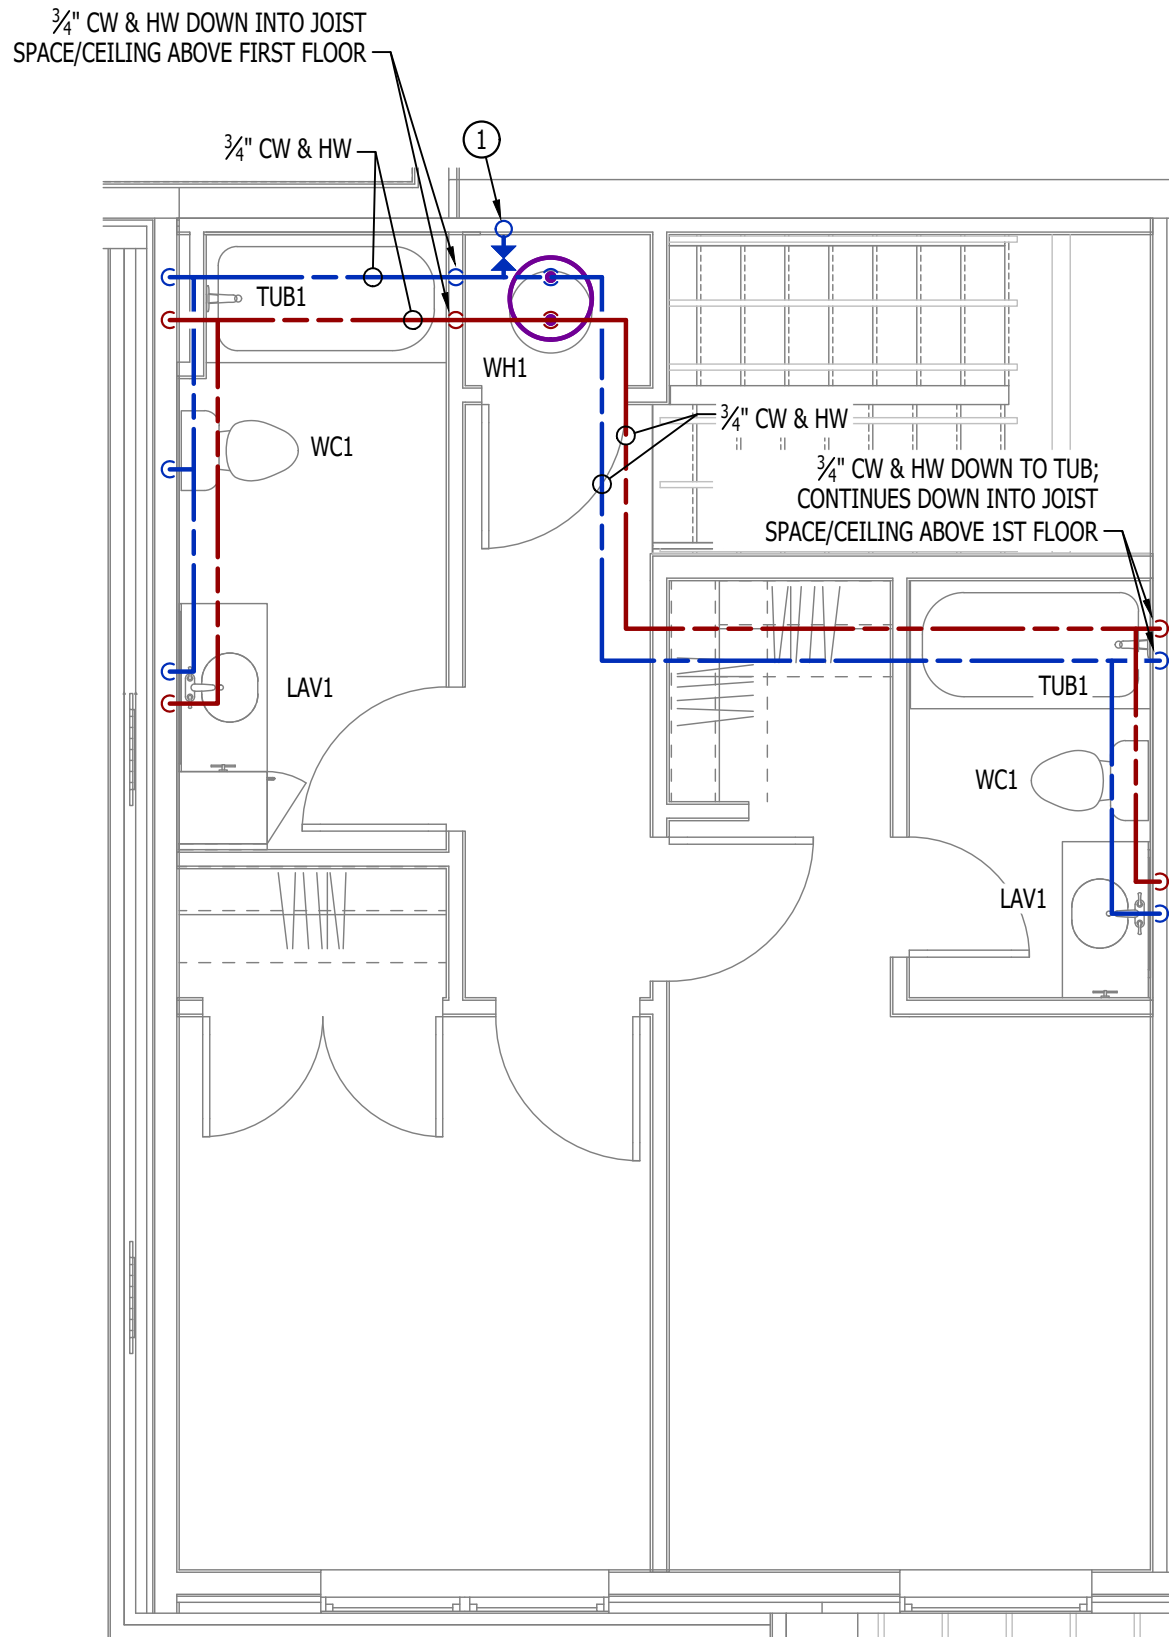 ¾" CW & HW DOWN INTO JOIST
SPACE/CEILING ABOVE FIRST FLOOR
¾" CW & HW
1
TUB1
WH1
¾" CW & HW
WC1
¾" CW & HW DOWN TO TUB;
CONTINUES DOWN INTO JOIST
SPACE/CEILING ABOVE 1ST FLOOR
LAV1
TUB1
WC1
LAV1